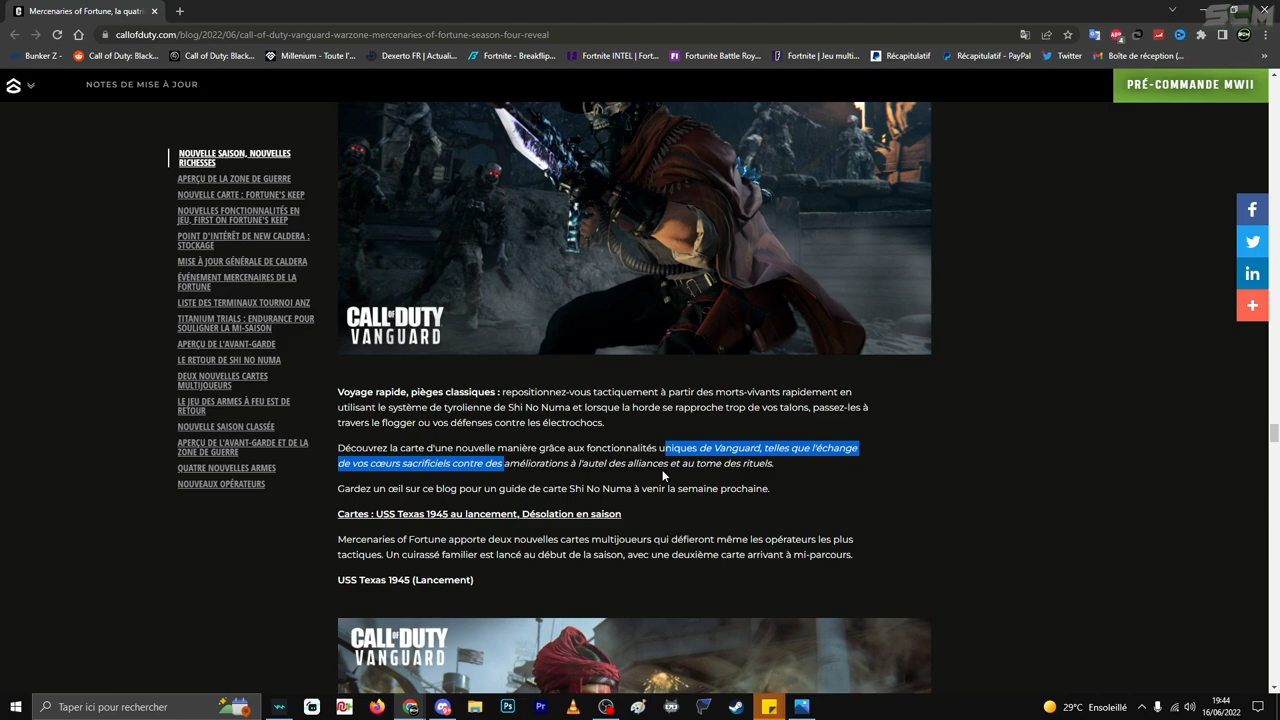 Mercenaries of Fortune, la quatri
SCM
callofduty.com/blog/2022/06/call-of-duty-vanguard-warzone-mercenaries-of-fortune-season-four-reveal
Bunker Z -
Call of Duty: Black...
Call of Duty: Black...
Millenium - Toute l'...
Dexerto FR | Actuali...
Fortnite - Breakflip...
Fortnite INTEL | Fort...
Fortunite Battle Roy...
Fortnite | Jeu multi...
Récapitulatif
Récapitulatif - PayPal
Twitter
Boîte de réception (...
NOTES DE MISE À JOUR
PRÉ-COMMANDE MWII
NOUVELLE SAISON, NOUVELLES
RICHESSES
APERÇU DE LA ZONE DE GUERRE
NOUVELLE CARTE : FORTUNE'S KEEP
NOUVELLES FONCTIONNALITÉS EN
JEU, FIRST ON FORTUNE'S KEEP
POINT D'INTÉRÊT DE NEW CALDERA :
STOCKAGE
MISE À JOUR GÉNÉRALE DE CALDERA
ÉVÉNEMENT MERCENAIRES DE LA
FORTUNE
LISTE DES TERMINAUX TOURNOI ANZ
TITANIUM TRIALS : ENDURANCE POUR
SOULIGNER LA MI-SAISON
APERÇU DE L'AVANT-GARDE
LE RETOUR DE SHI NO NUMA
DEUX NOUVELLES CARTES
MULTIJOUEURS
LE JEU DES ARMES À FEU EST DE
RETOUR
NOUVELLE SAISON CLASSÉE
APERÇU DE L'AVANT-GARDE ET DE LA
ZONE DE GUERRE
QUATRE NOUVELLES ARMES
NOUVEAUX OPÉRATEURS
CALL OF DUTY
VANGUARD
Voyage rapide, pièges classiques : repositionnez-vous tactiquement à partir des morts-vivants rapidement en
utilisant le système de tyrolienne de Shi No Numa et lorsque la horde se rapproche trop de vos talons, passez-les à
travers le flogger ou vos défenses contre les électrochocs.
Découvrez la carte d'une nouvelle manière grâce aux fonctionnalités uniques de Vanguard, telles que l'échange
de vos cœurs sacrificiels contre des améliorations à l'autel des alliances et au tome des rituels.
Gardez un œil sur ce blog pour un guide de carte Shi No Numa à venir la semaine prochaine.
Cartes : USS Texas 1945 au lancement, Désolation en saison
Mercenaries of Fortune apporte deux nouvelles cartes multijoueurs qui défieront même les opérateurs les plus
tactiques. Un cuirassé familier est lancé au début de la saison, avec une deuxième carte arrivant à mi-parcours.
USS Texas 1945 (Lancement)
CALL OF DUTY
VANGUARD
Taper ici pour rechercher
29°C Ensoleillé
19:44
16/06/2022